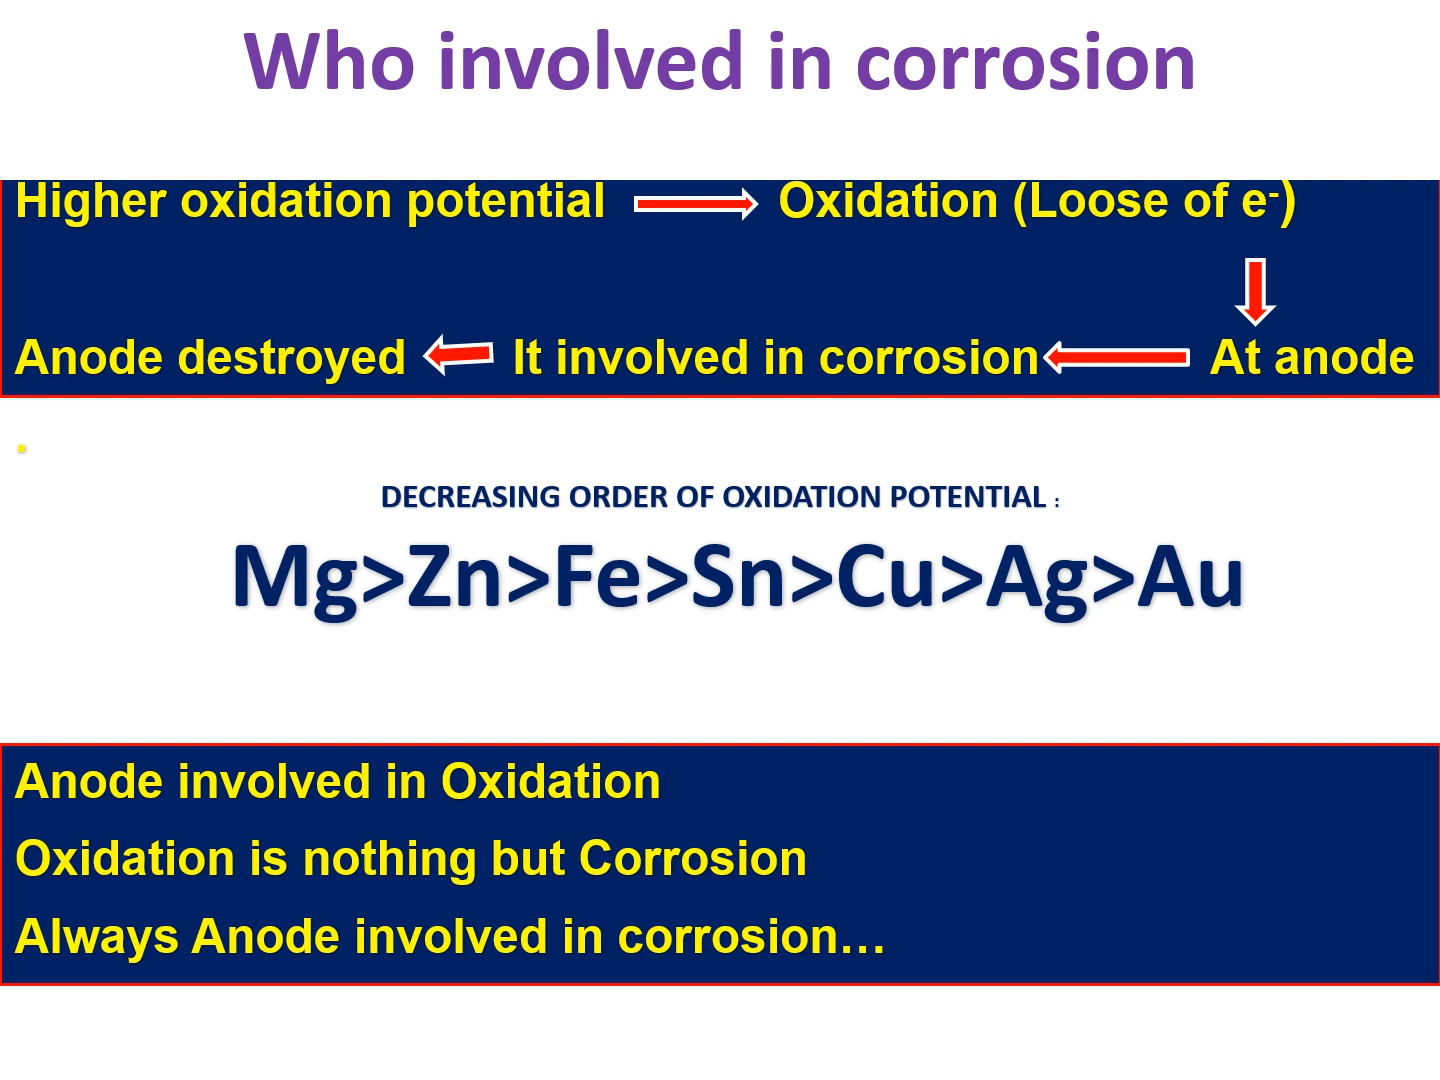 Who involved in corrosion
Higher oxidation potential Oxidation (Loose of e-)
Anode destroyed It involved in corrosion At anode
.
DECREASING ORDER OF OXIDATION POTENTIAL :
Mg>Zn>Fe>Sn>Cu>Ag>Au
Anode involved in Oxidation
Oxidation is nothing but Corrosion
Always Anode involved in corrosion…